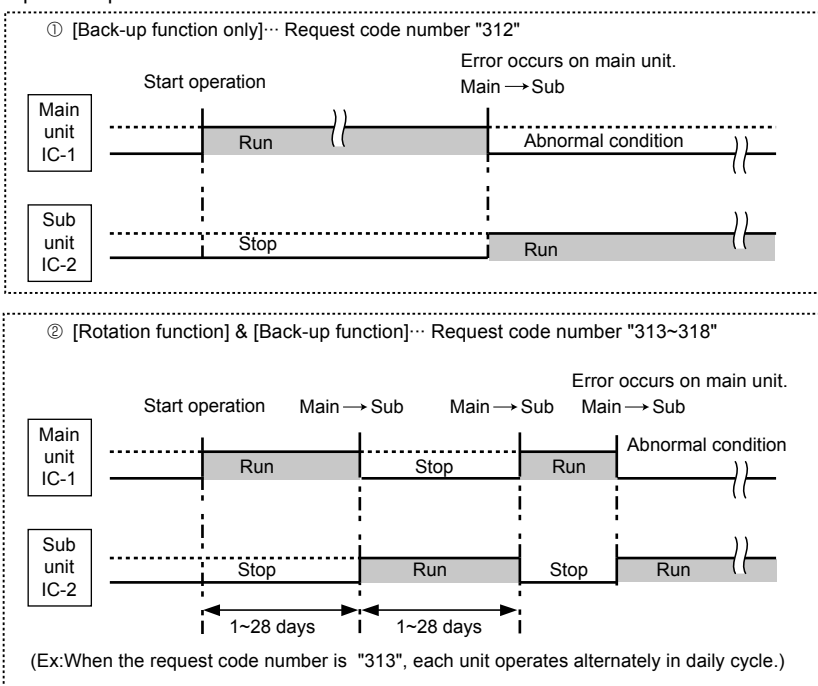 ① [Back-up function only]··· Request code number "312"
Error occurs on main unit.
Start operation
Main → Sub
Main
unit
IC-1
Run
Abnormal condition
Sub
unit
IC-2
Stop
Run
② [Rotation function] & [Back-up function]··· Request code number "313~318"
Error occurs on main unit.
Start operation Main → Sub Main → Sub Main → Sub
Main
unit
IC-1
Abnormal condition
Run Stop Run
Sub
unit
IC-2
Stop Run Stop Run
1~28 days 1~28 days
(Ex:When the request code number is "313", each unit operates alternately in daily cycle.)